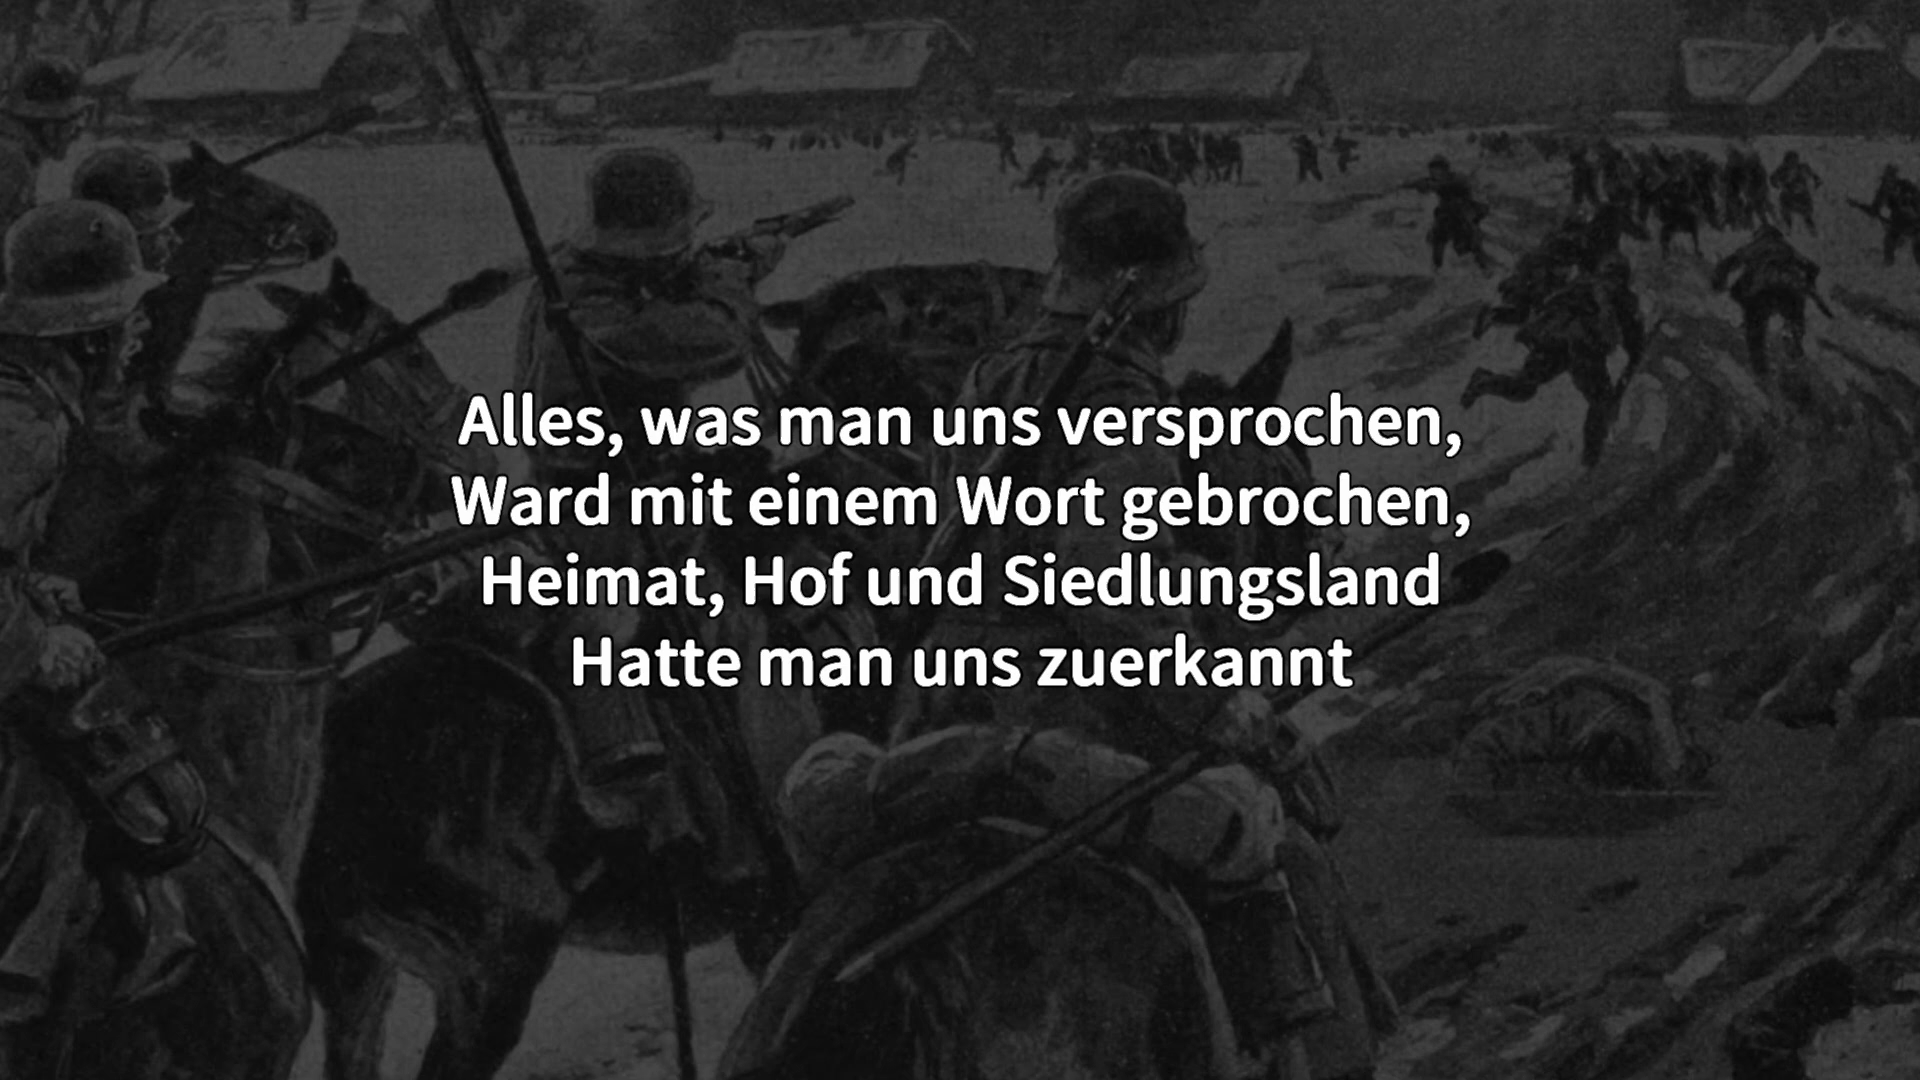 Alles, was man uns versprochen,
Ward mit einem Wort gebrochen,
Heimat, Hof und Siedlungsland
Hatte man uns zuerkannt